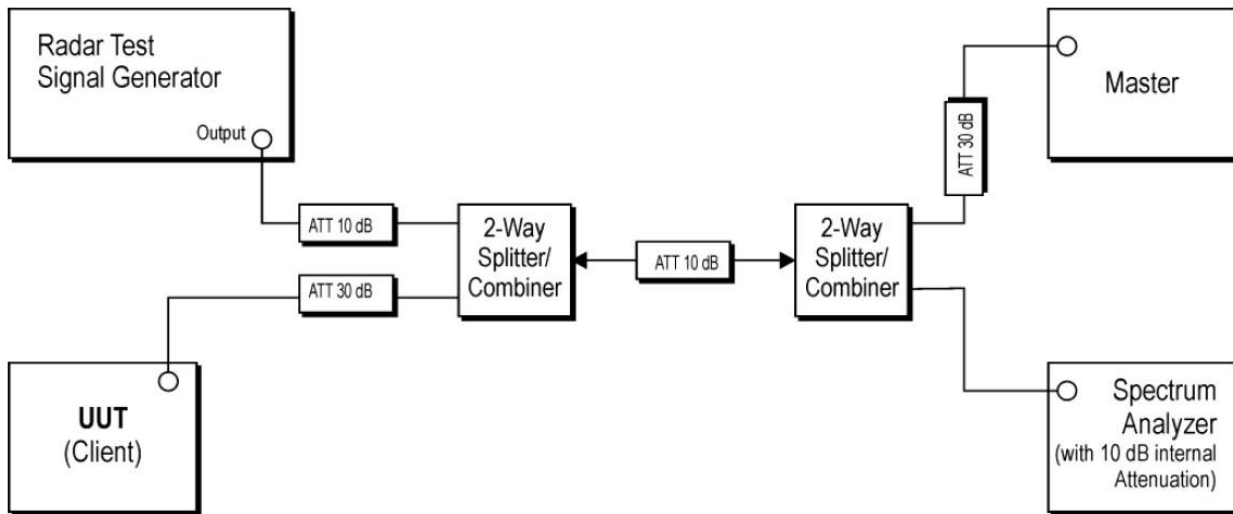 Radar Test
Signal Generator
Output
Master
ATT 30 dB
ATT 10 dB
2-Way
Splitter/
Combiner
ATT 10 dB
2-Way
Splitter/
Combiner
ATT 30 dB
UUT
(Client)
Spectrum
Analyzer
(with 10 dB internal
Attenuation)